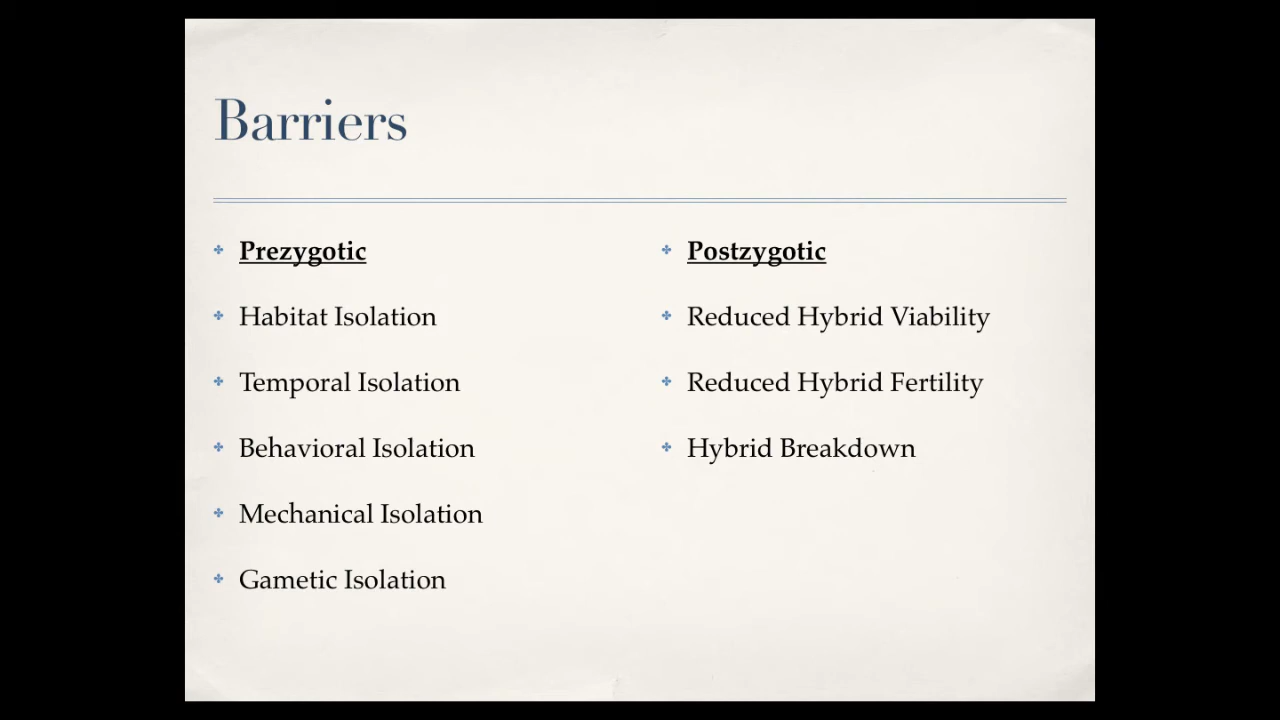 Barriers
Prezygotic
Habitat Isolation
Temporal Isolation
Behavioral Isolation
Mechanical Isolation
Gametic Isolation
Postzygotic
Reduced Hybrid Viability
Reduced Hybrid Fertility
Hybrid Breakdown